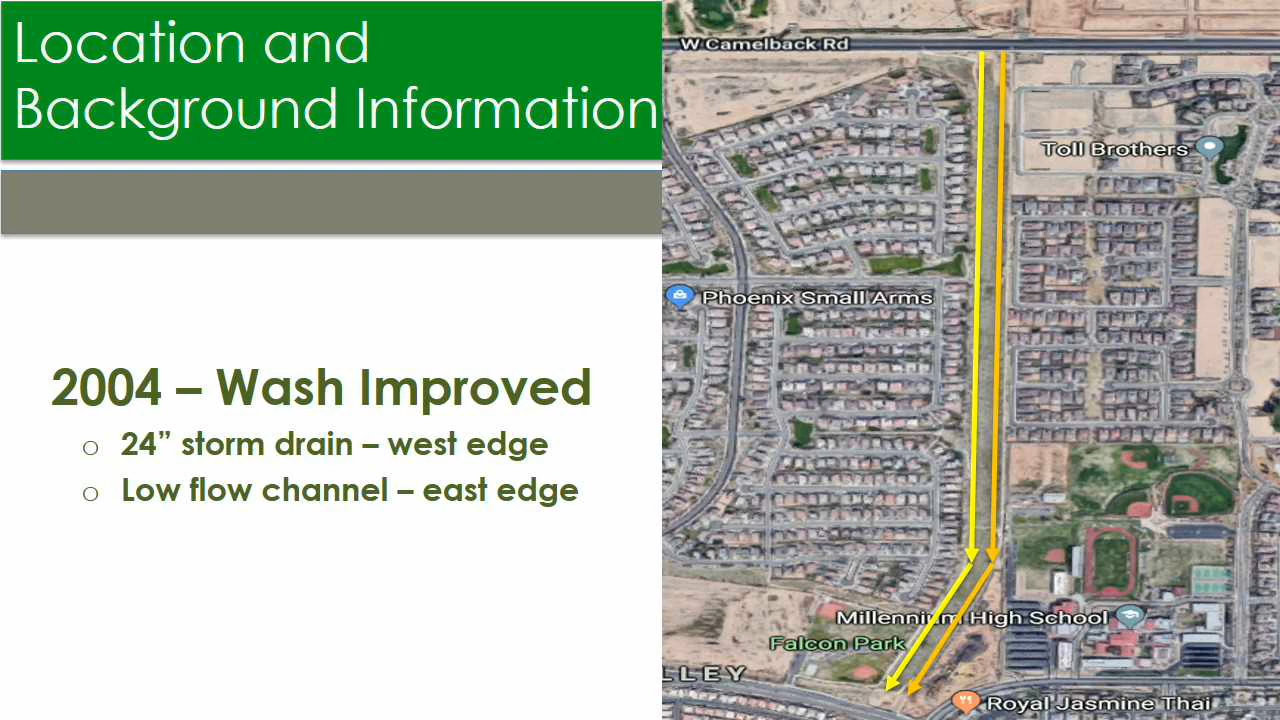 Location and
Background Information
2004 – Wash Improved
24” storm drain – west edge
Low flow channel – east edge
W Camelback Rd
Toll Brothers
Phoenix Small Arms
Millennium High School
Falcon Park
LLEY
Royal Jasmine Thai